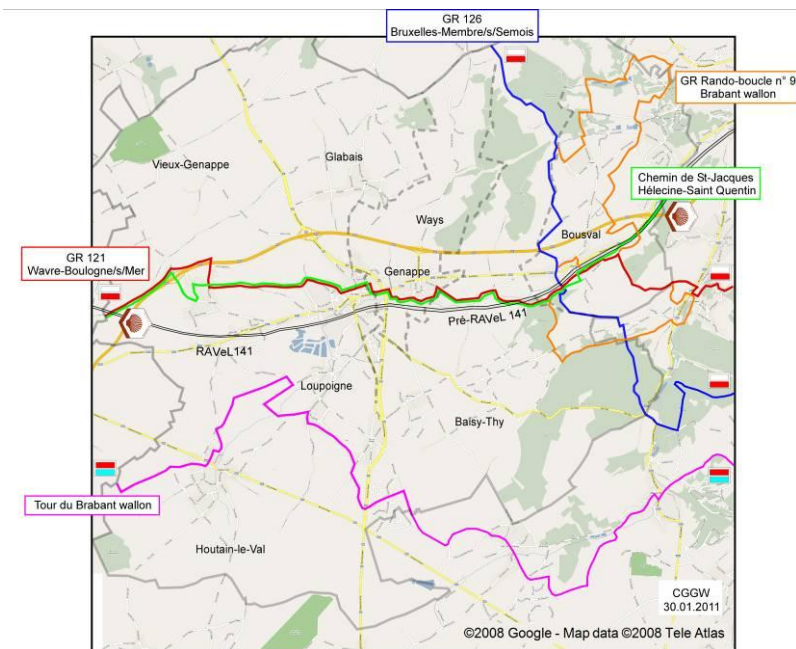 GR 126
Bruxelles-Membre/s/Semois
GR Rando-boucle n° 9
Brabant wallon
Vieux-Genappe
Glabais
Chemin de St-Jacques
Hélecine-Saint Quentin
Ways
Bousval
GR 121
Wavre-Boulogne/s/Mer
Genappe
Pré-RAVeL 141
RAVeL141
Loupoigne
Baisy-Thy
Tour du Brabant wallon
Houtain-le-Val
CGGW
30.01.2011
©2008 Google - Map data ©2008 Tele Atlas